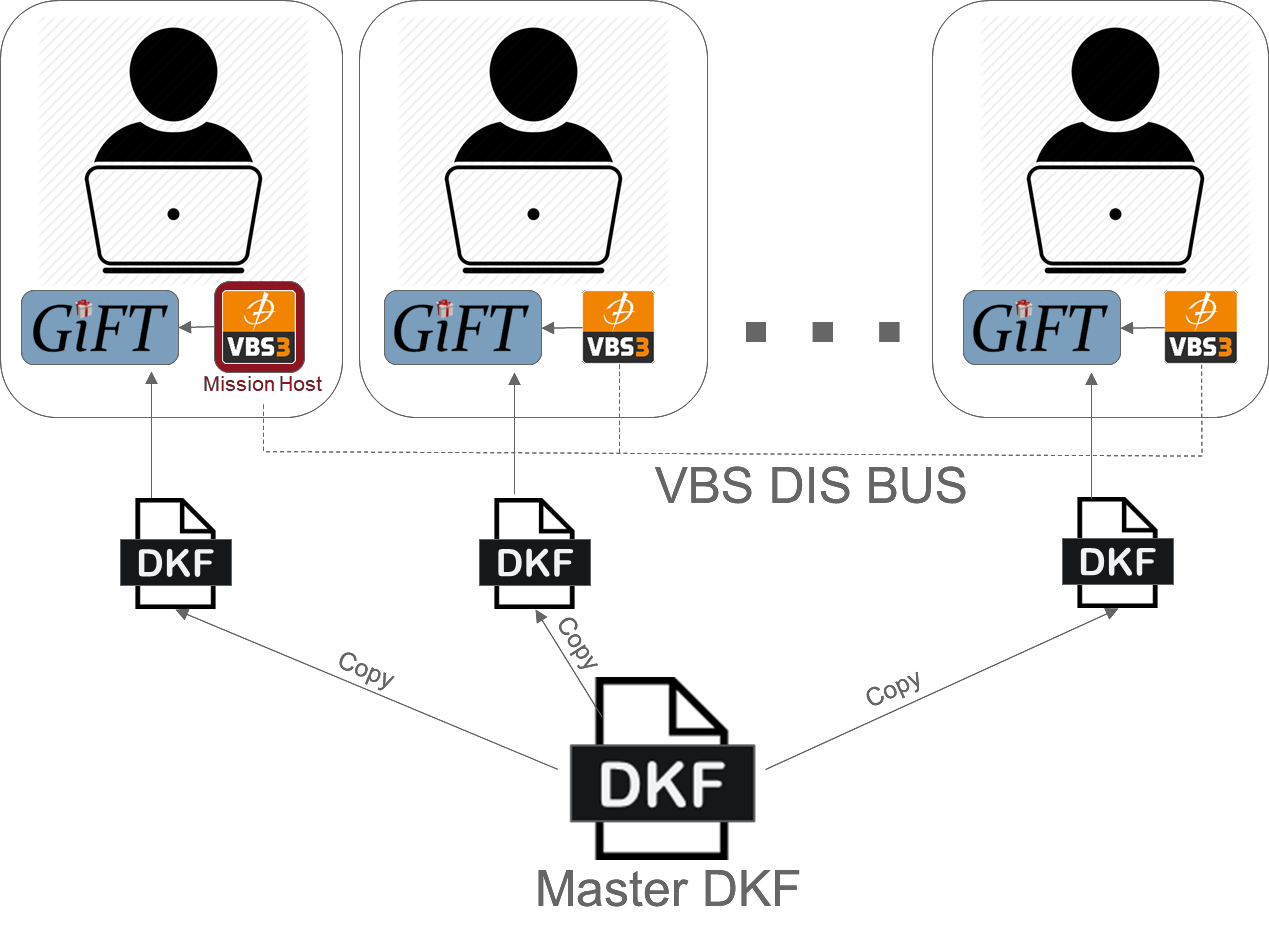 GiFT
VBS3
Mission Host
GiFT
VBS3
GiFT
VBS3
VBS DIS BUS
DKF
DKF
DKF
Copy
Copy
Copy
DKF
Master DKF